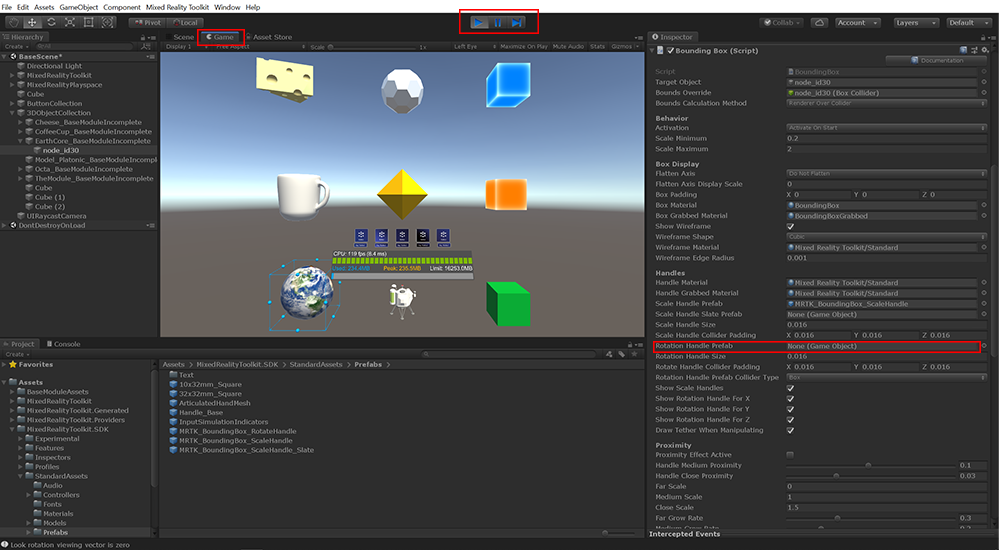 File Edit Assets GameObject Component Mixed Reality Toolkit Window Help
Pivot Local Collab Account Layers Default
Hierarchy
Create
BaseScene*
Directional Light
MixedRealityToolkit
MixedRealityPlayspace
Cube
ButtonCollection
3DObjectCollection
Cheese_BaseModuleIncomplete
CoffeeCup_BaseModuleIncomplete
EarthCore_BaseModuleIncomplete
node_id30
Model_Platonic_BaseModuleIncompl
Octa_BaseModuleIncomplete
TheModule_BaseModuleIncomplete
Cube
Cube (1)
Cube (2)
UIRaycastCamera
DontDestroyOnLoad
Scene Game Asset Store
Display 1 Free Aspect Scale 1x Left Eye Maximize On Play Mute Audio Stats Gizmos
CPU: 119 fps (8.4 ms)
Used: 234.4MB Peak: 235.5MB Limit: 16253.0MB
Project Console
Create
Favorites
Assets
BaseModuleAssets
MixedRealityToolkit
MixedRealityToolkit.Generated
MixedRealityToolkit.Providers
MixedRealityToolkit.SDK
Experimental
Features
Inspectors
Profiles
StandardAssets
Audio
Controllers
Fonts
Materials
Models
Prefabs
Assets > MixedRealityToolkit.SDK > StandardAssets > Prefabs
Text
10x32mm_Square
32x32mm_Square
ArticulatedHandMesh
Handle_Base
InputSimulationIndicators
MRTK_BoundingBox_RotateHandle
MRTK_BoundingBox_ScaleHandle
MRTK_BoundingBox_ScaleHandle_Slate
Inspector
Bounding Box (Script)
Documentation
Script BoundingBox
Target Object node_id30
Bounds Override node_id30 (Box Collider)
Bounds Calculation Method Renderer Over Collider
Behavior
Activation Activate On Start
Scale Minimum 0.2
Scale Maximum 2
Box Display
Flatten Axis Do Not Flatten
Flatten Axis Display Scale 0
Box Padding X 0 Y 0 Z 0
Box Material BoundingBox
Box Grabbed Material BoundingBoxGrabbed
Show Wireframe
Wireframe Shape Cubic
Wireframe Material Mixed Reality Toolkit/Standard
Wireframe Edge Radius 0.001
Handles
Handle Material Mixed Reality Toolkit/Standard
Handle Grabbed Material Mixed Reality Toolkit/Standard
Scale Handle Prefab MRTK_BoundingBox_ScaleHandle
Scale Handle Slate Prefab None (Game Object)
Scale Handle Size 0.016
Scale Handle Collider Padding X 0.016 Y 0.016 Z 0.016
Rotation Handle Prefab None (Game Object)
Rotation Handle Size 0.016
Rotate Handle Collider Padding X 0.016 Y 0.016 Z 0.016
Rotation Handle Prefab Collider Type Box
Show Scale Handles
Show Rotation Handle For X
Show Rotation Handle For Y
Show Rotation Handle For Z
Draw Tether When Manipulating
Proximity
Proximity Effect Active
Handle Medium Proximity 0.1
Handle Close Proximity 0.03
Far Scale 0
Medium Scale 1
Close Scale 1.5
Far Grow Rate 0.3
Medium Grow Rate 0.2
Intercepted Events
Look rotation viewing vector is zero